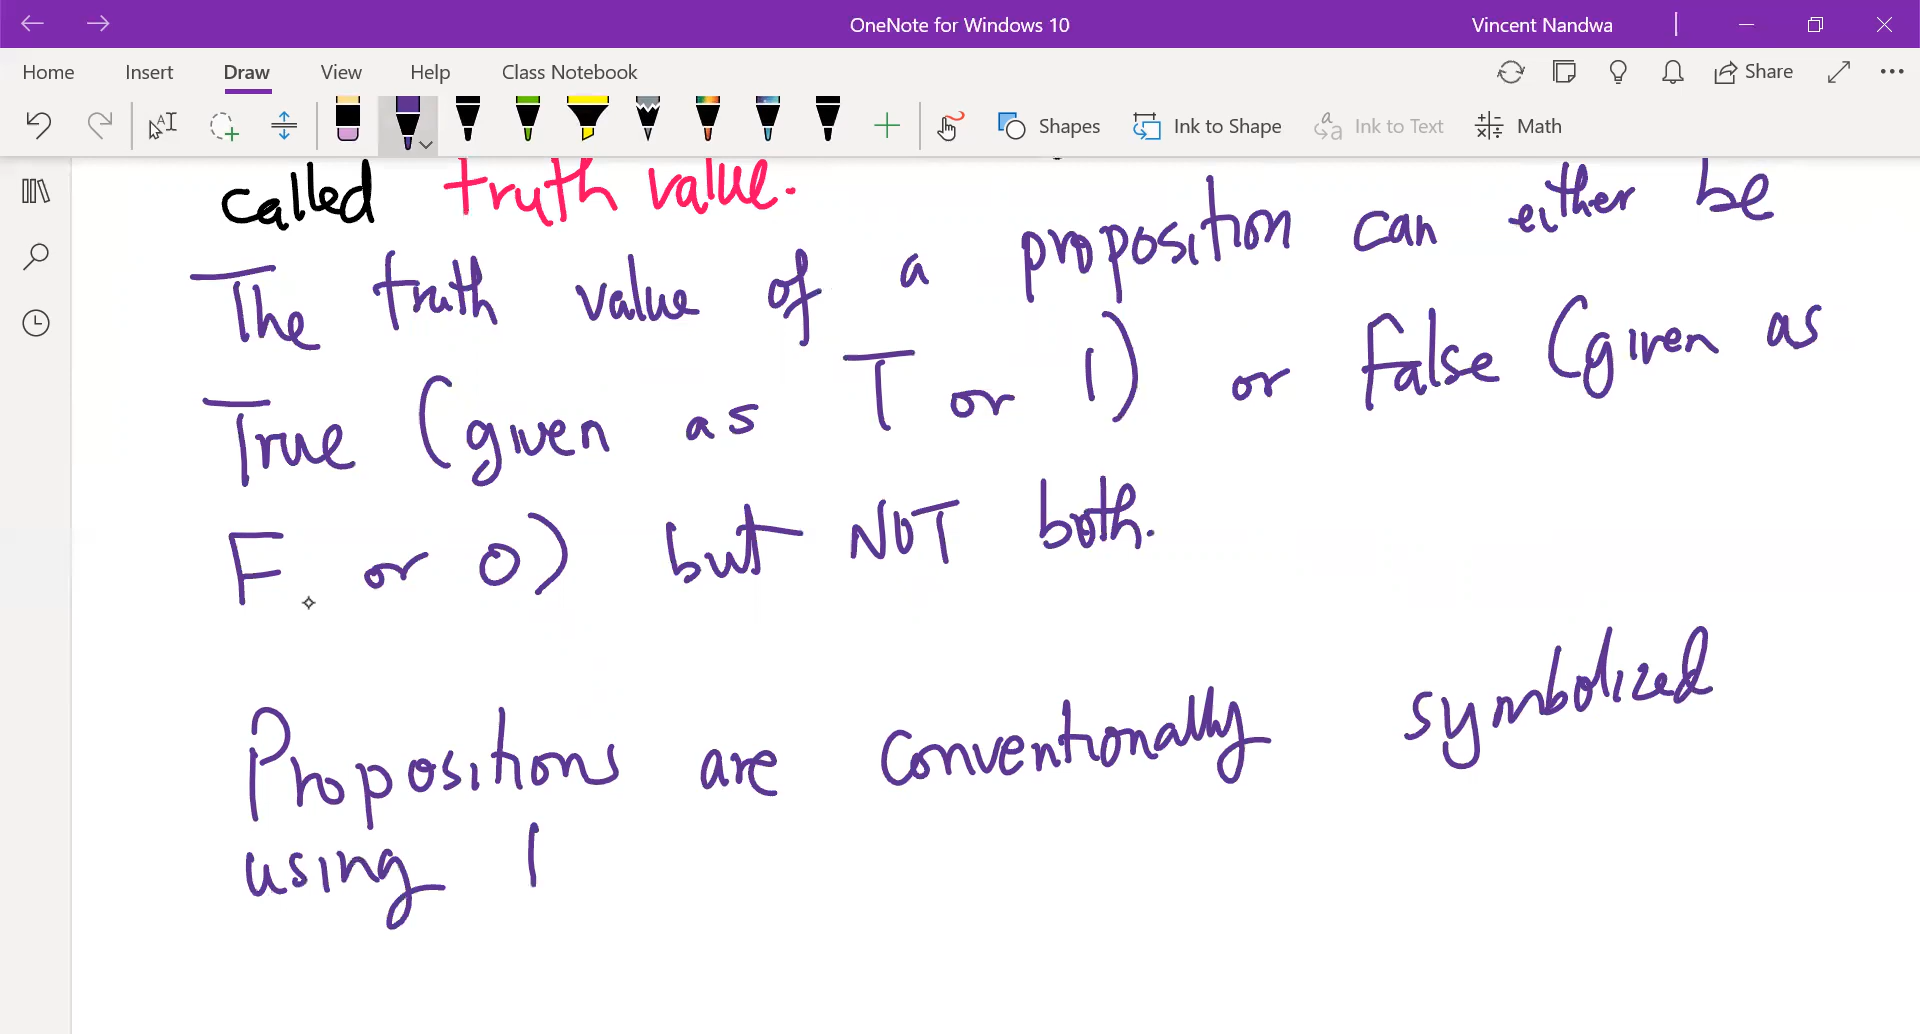 OneNote for Windows 10
Vincent Nandwa
Home Insert Draw View Help Class Notebook
Share
Shapes Ink to Shape Ink to Text Math
called truth value.
The truth value of a proposition can either be
True (given as T or 1) or false (given as
F or 0) but NOT both.
Propositions are conventionally symbolized
using